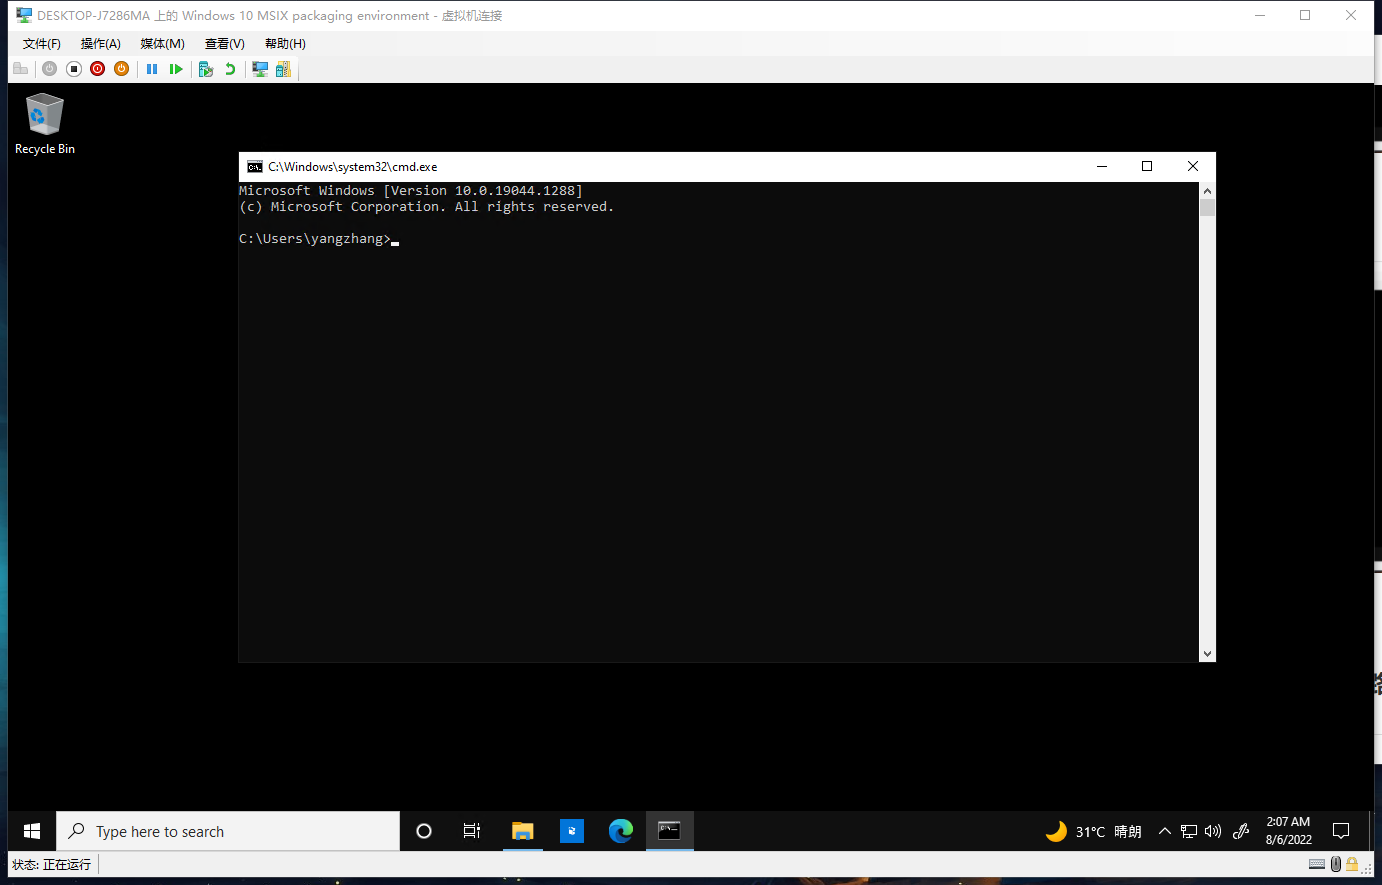 DESKTOP-J7286MA 上的 Windows 10 MSIX packaging environment - 虚拟机连接
文件(F) 操作(A) 媒体(M) 查看(V) 帮助(H)
Recycle Bin
C:\Windows\system32\cmd.exe
Microsoft Windows [Version 10.0.19044.1288]
(c) Microsoft Corporation. All rights reserved.
C:\Users\yangzhang>
Type here to search
31°C 晴朗
2:07 AM
8/6/2022
状态: 正在运行